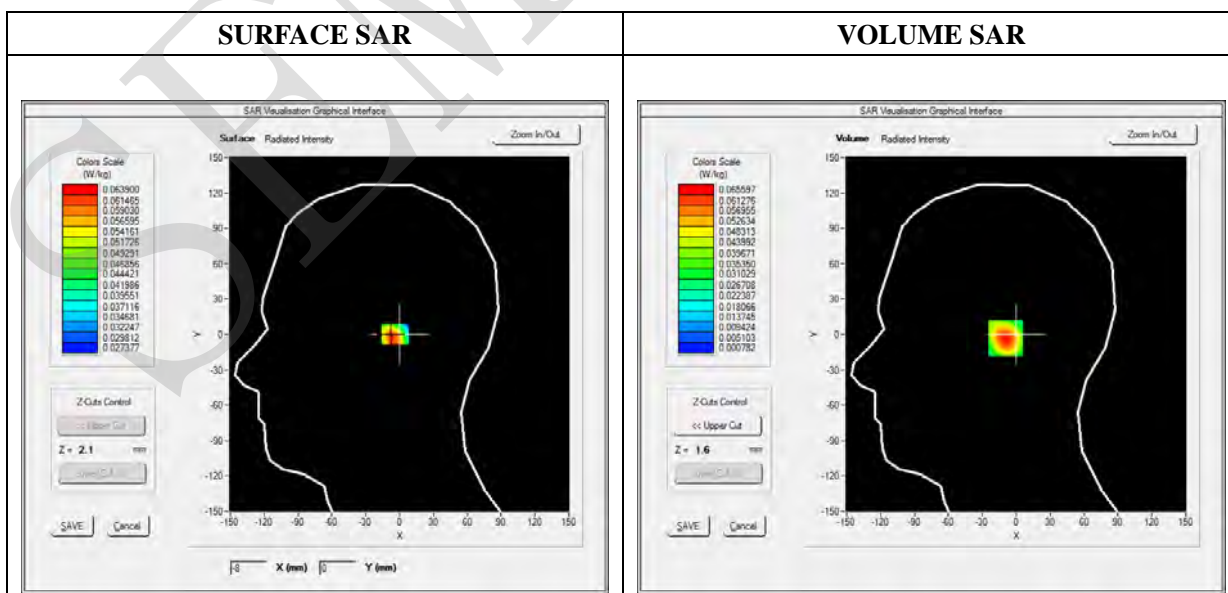 SURFACE SAR
VOLUME SAR
SAR Visualisation Graphical Interface
Surface Radiated Intensity
Zoom In/Out
Colors Scale
(W/kg)
0.063900
0.061465
0.059030
0.056595
0.054161
0.051726
0.049291
0.046856
0.044421
0.041986
0.039551
0.037116
0.034681
0.032247
0.029812
0.027377
Z-Cuts Control
<< Upper Cut
Z = 2.1 mm
SAVE Cancel
150
120
90
60
30
0
-30
-60
-90
-120
-150
Y
-150 -120 -90 -60 -30 0 30 60 90 120 150
X
-8 X (mm) 0 Y (mm)
SAR Visualisation Graphical Interface
Volume Radiated Intensity
Zoom In/Out
Colors Scale
(W/kg)
0.065597
0.061276
0.056955
0.052634
0.048313
0.043992
0.039671
0.035350
0.031029
0.026708
0.022387
0.018066
0.013745
0.009424
0.005103
0.000782
Z-Cuts Control
<< Upper Cut
Z = 1.6 mm
SAVE Cancel
150
120
90
60
30
0
-30
-60
-90
-120
-150
Y
-150 -120 -90 -60 -30 0 30 60 90 120 150
X